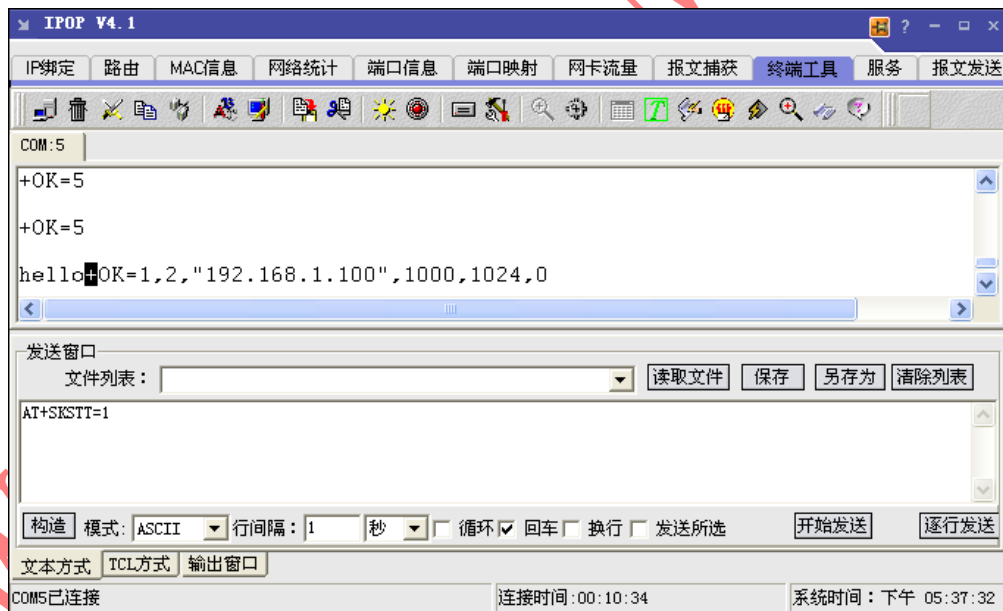 IPOP V4.1
IP绑定 路由 MAC信息 网络统计 端口信息 端口映射 网卡流量 报文捕获 终端工具 服务 报文发送
COM:5
+OK=5
+OK=5
hello+OK=1,2,"192.168.1.100",1000,1024,0
发送窗口
文件列表： 读取文件 保存 另存为 清除列表
AT+SKSTT=1
构造 模式: ASCII 行间隔： 1 秒 循环 回车 换行 发送所选 开始发送 逐行发送
文本方式 TCL方式 输出窗口
COM5已连接 连接时间:00:10:34 系统时间：下午 05:37:32